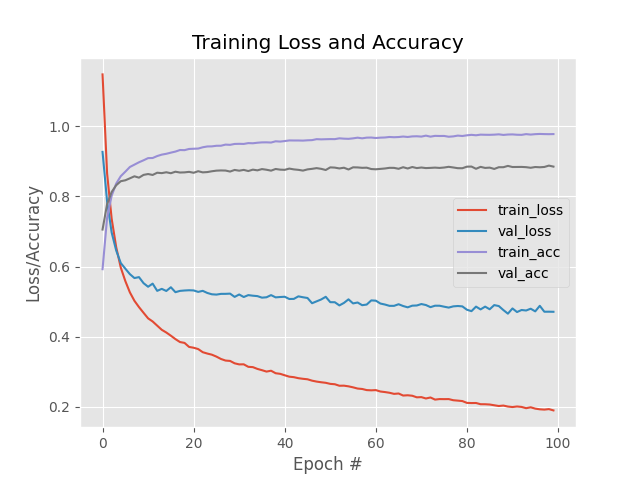 Training Loss and Accuracy
Loss/Accuracy
1.0
0.8
0.6
0.4
0.2
train_loss
val_loss
train_acc
val_acc
0 20 40 60 80 100
Epoch #